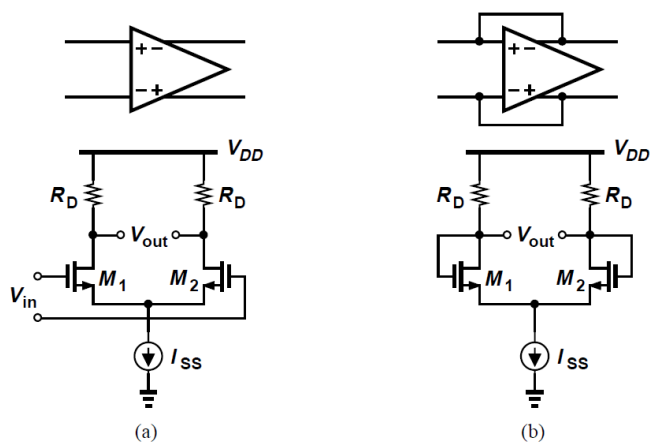 + −
− +
+ −
− +
V_DD
V_DD
R_D
R_D
R_D
R_D
V_out
V_out
M_1
M_2
M_1
M_2
V_in
I_SS
I_SS
(a)
(b)